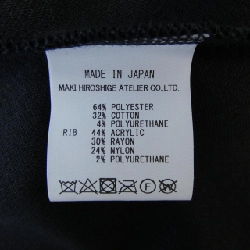 MADE IN JAPAN
MAKI HIROSHIGE ATELIER CO.LTD.
64% POLYESTER
32% COTTON
4% POLYURETHANE
RIB 44% ACRYLIC
30% RAYON
24% NYLON
2% POLYURETHANE